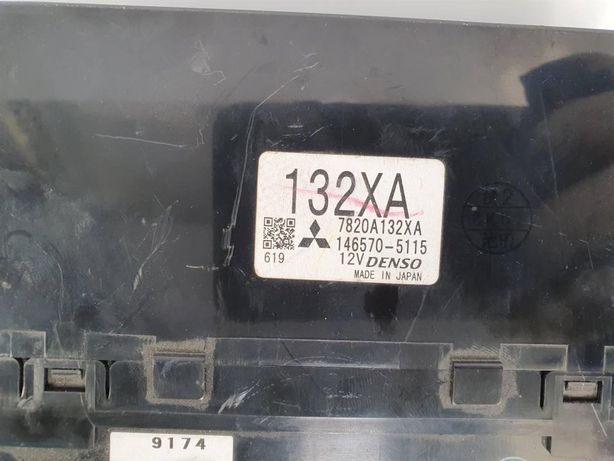 132XA
7820A132XA
146570-5115
619
12V DENSO
MADE IN JAPAN
9174